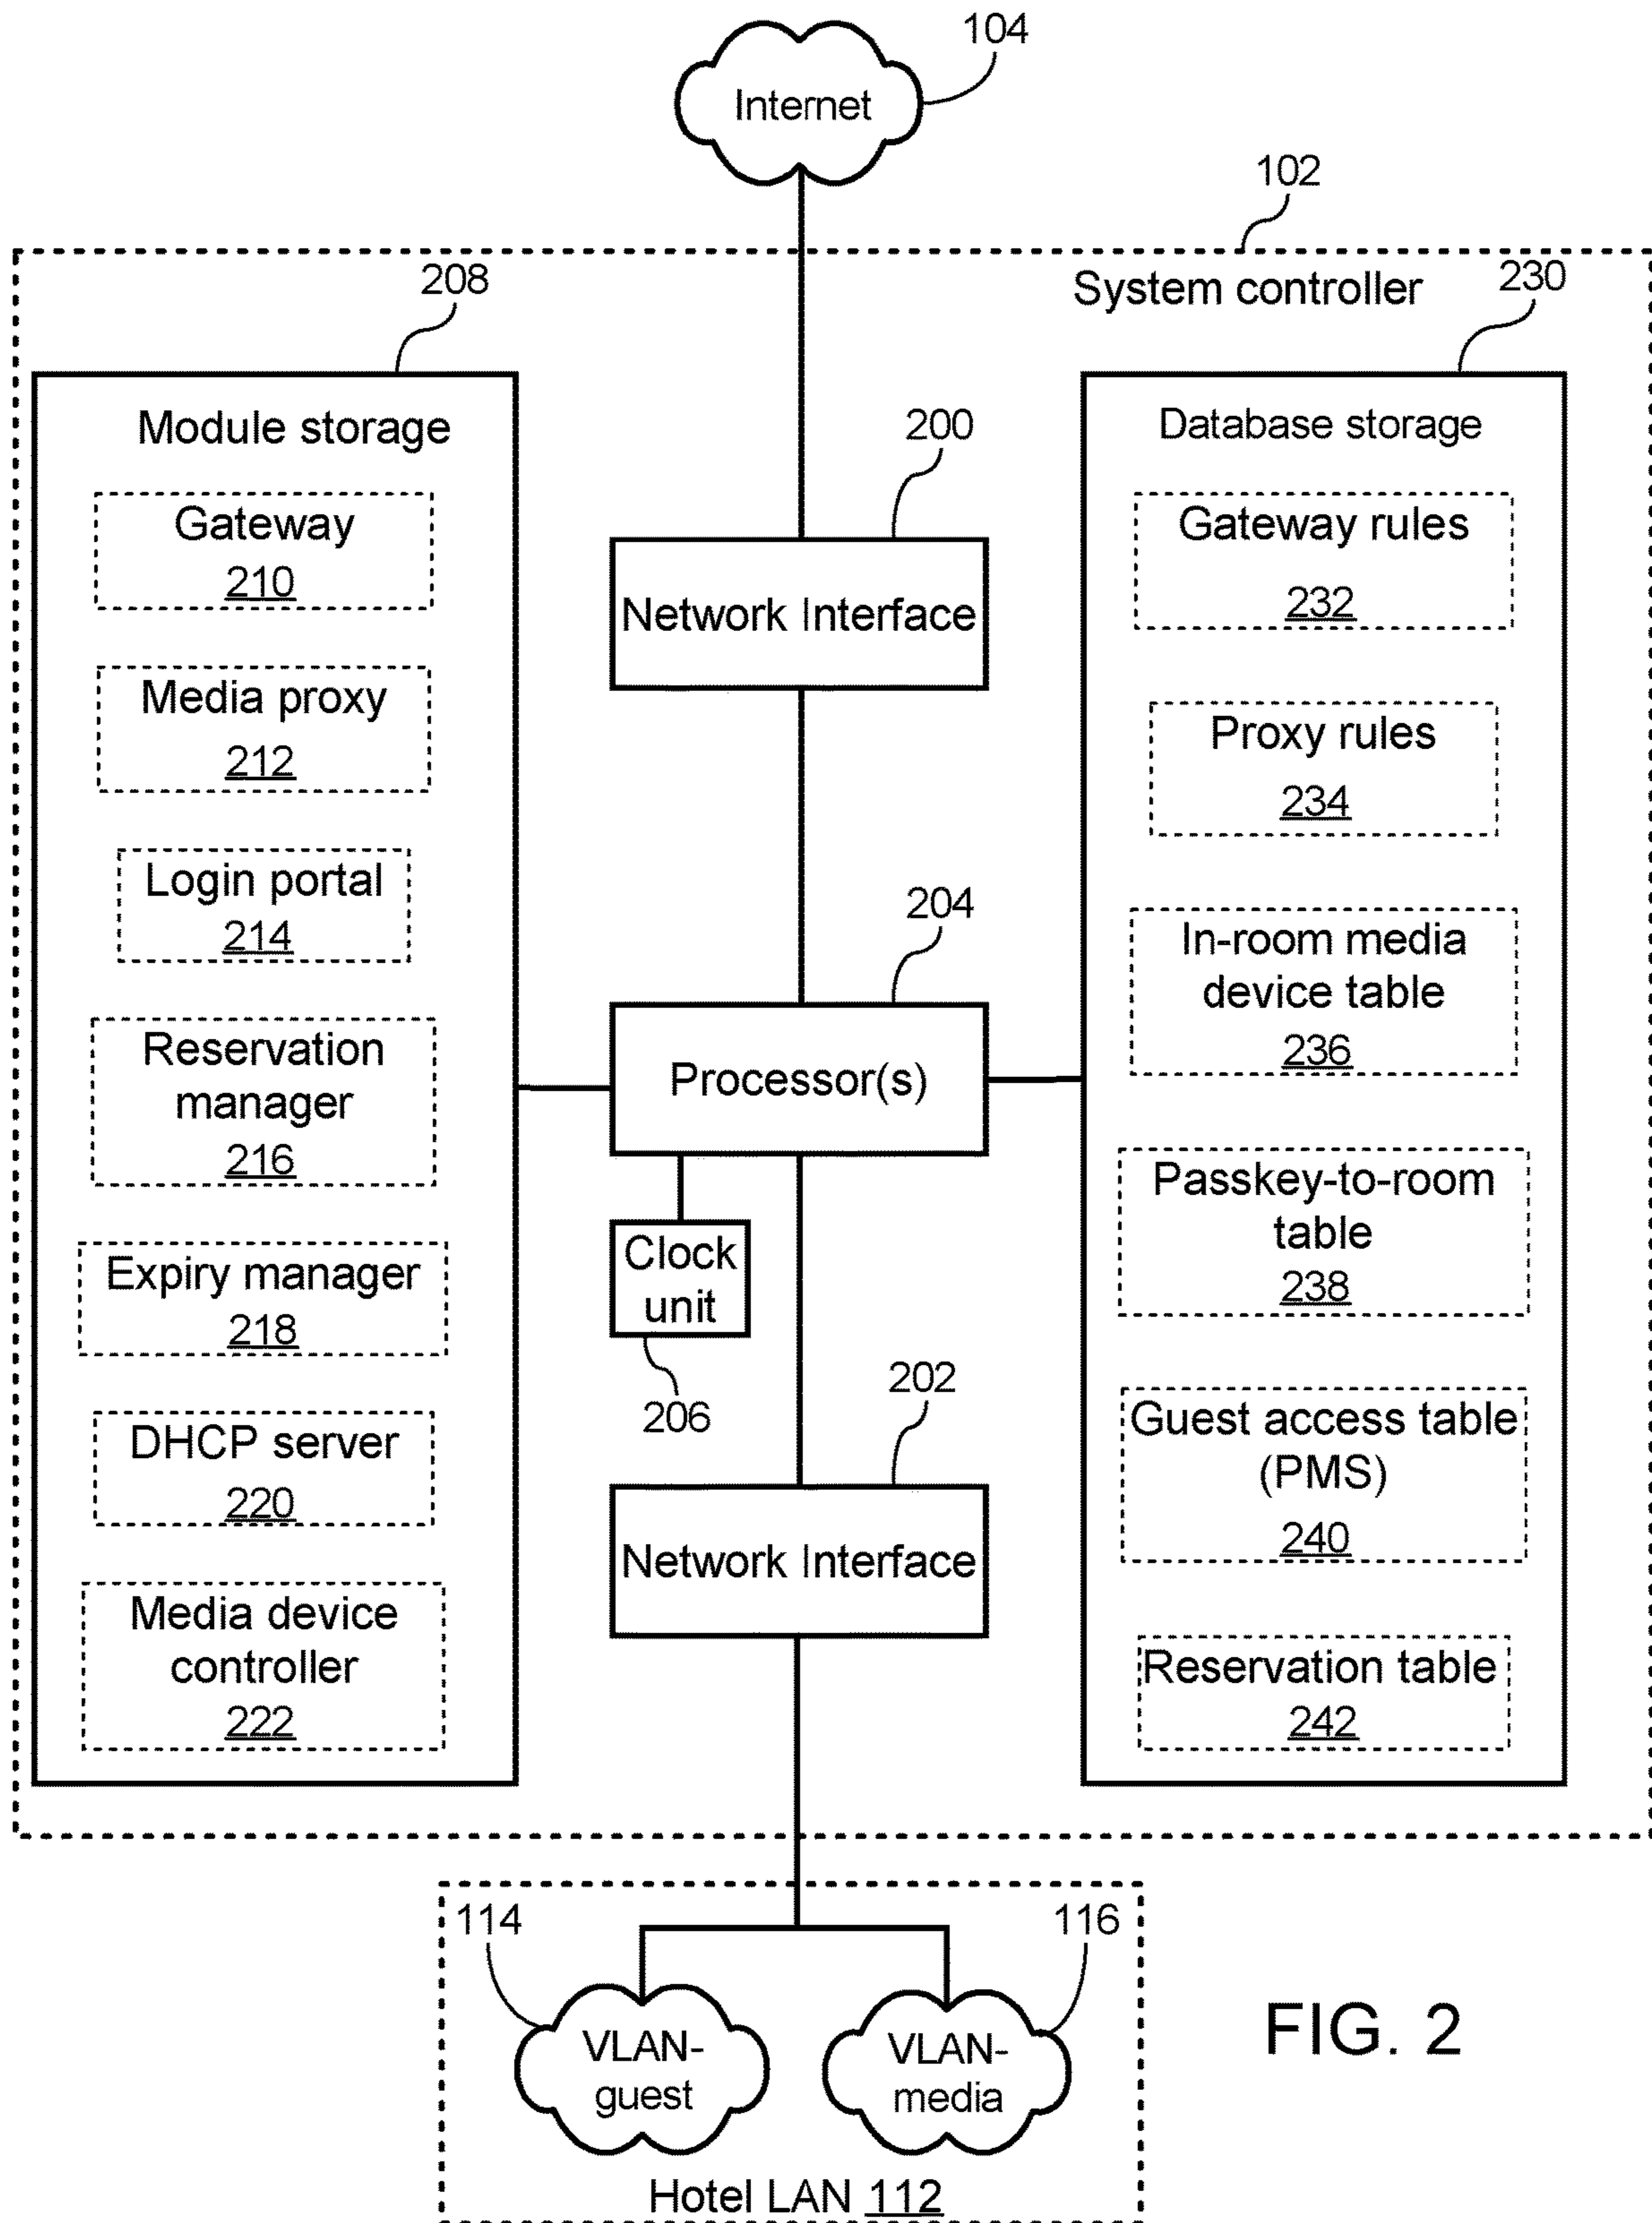 104
Internet
102
System controller
208
230
Module storage
Gateway
210
Media proxy
212
Login portal
214
Reservation
manager
216
Expiry manager
218
DHCP server
220
Media device
controller
222
200
Network Interface
204
Processor(s)
Clock
unit
206
202
Network Interface
Database storage
Gateway rules
232
Proxy rules
234
In-room media
device table
236
Passkey-to-room
table
238
Guest access table
(PMS)
240
Reservation table
242
114
116
VLAN-
guest
VLAN-
media
Hotel LAN 112
FIG. 2